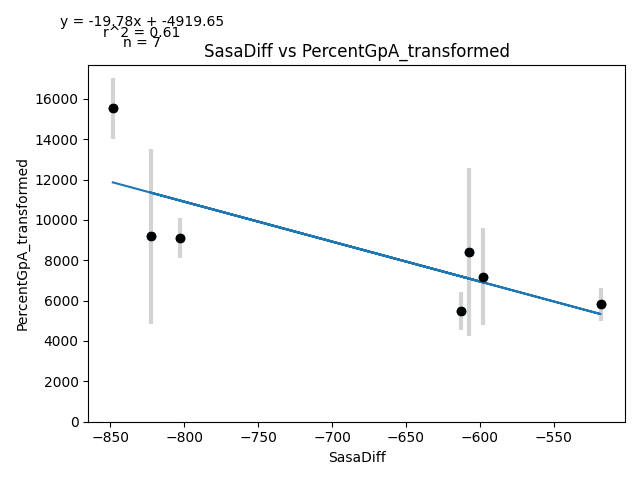 y = -19.78x + -4919.65
r^2 = 0.61
n = 7
SasaDiff vs PercentGpA_transformed
PercentGpA_transformed
16000
14000
12000
10000
8000
6000
4000
2000
0
−850 −800 −750 −700 −650 −600 −550
SasaDiff